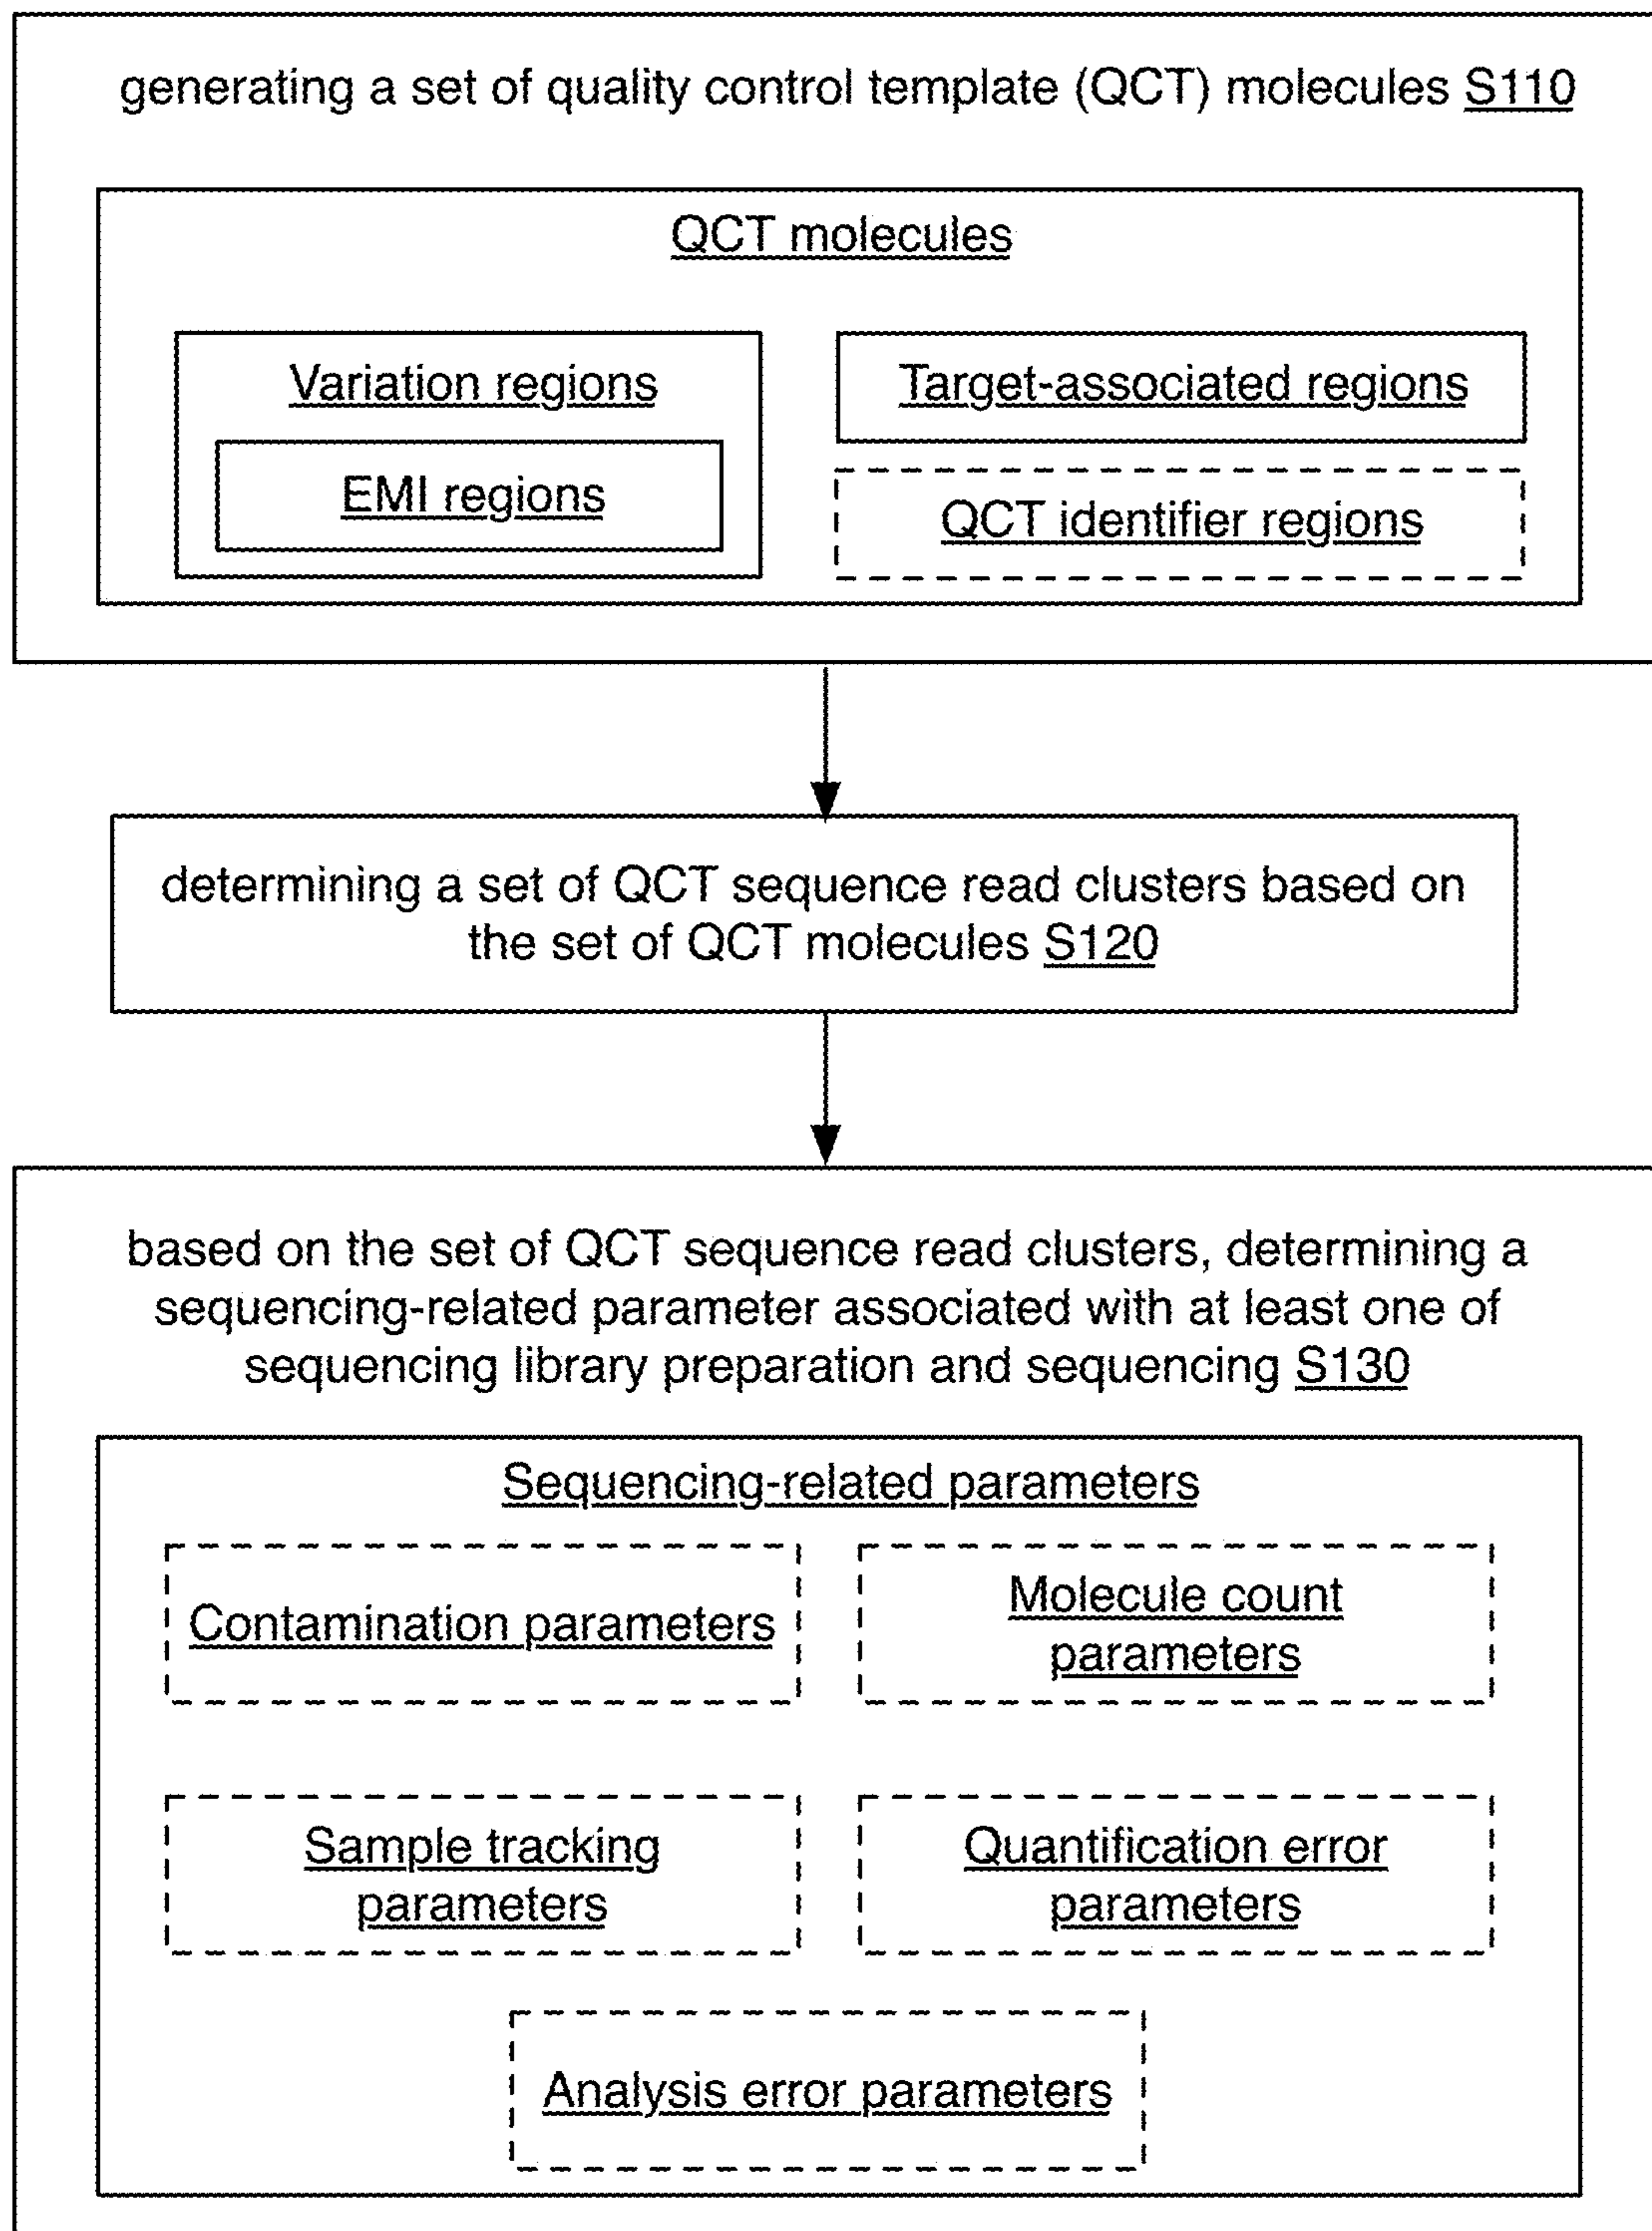 generating a set of quality control template (QCT) molecules S110
QCT molecules
Variation regions
EMI regions
Target-associated regions
QCT identifier regions
determining a set of QCT sequence read clusters based on
the set of QCT molecules S120
based on the set of QCT sequence read clusters, determining a
sequencing-related parameter associated with at least one of
sequencing library preparation and sequencing S130
Sequencing-related parameters
Contamination parameters
Molecule count
parameters
Sample tracking
parameters
Quantification error
parameters
Analysis error parameters